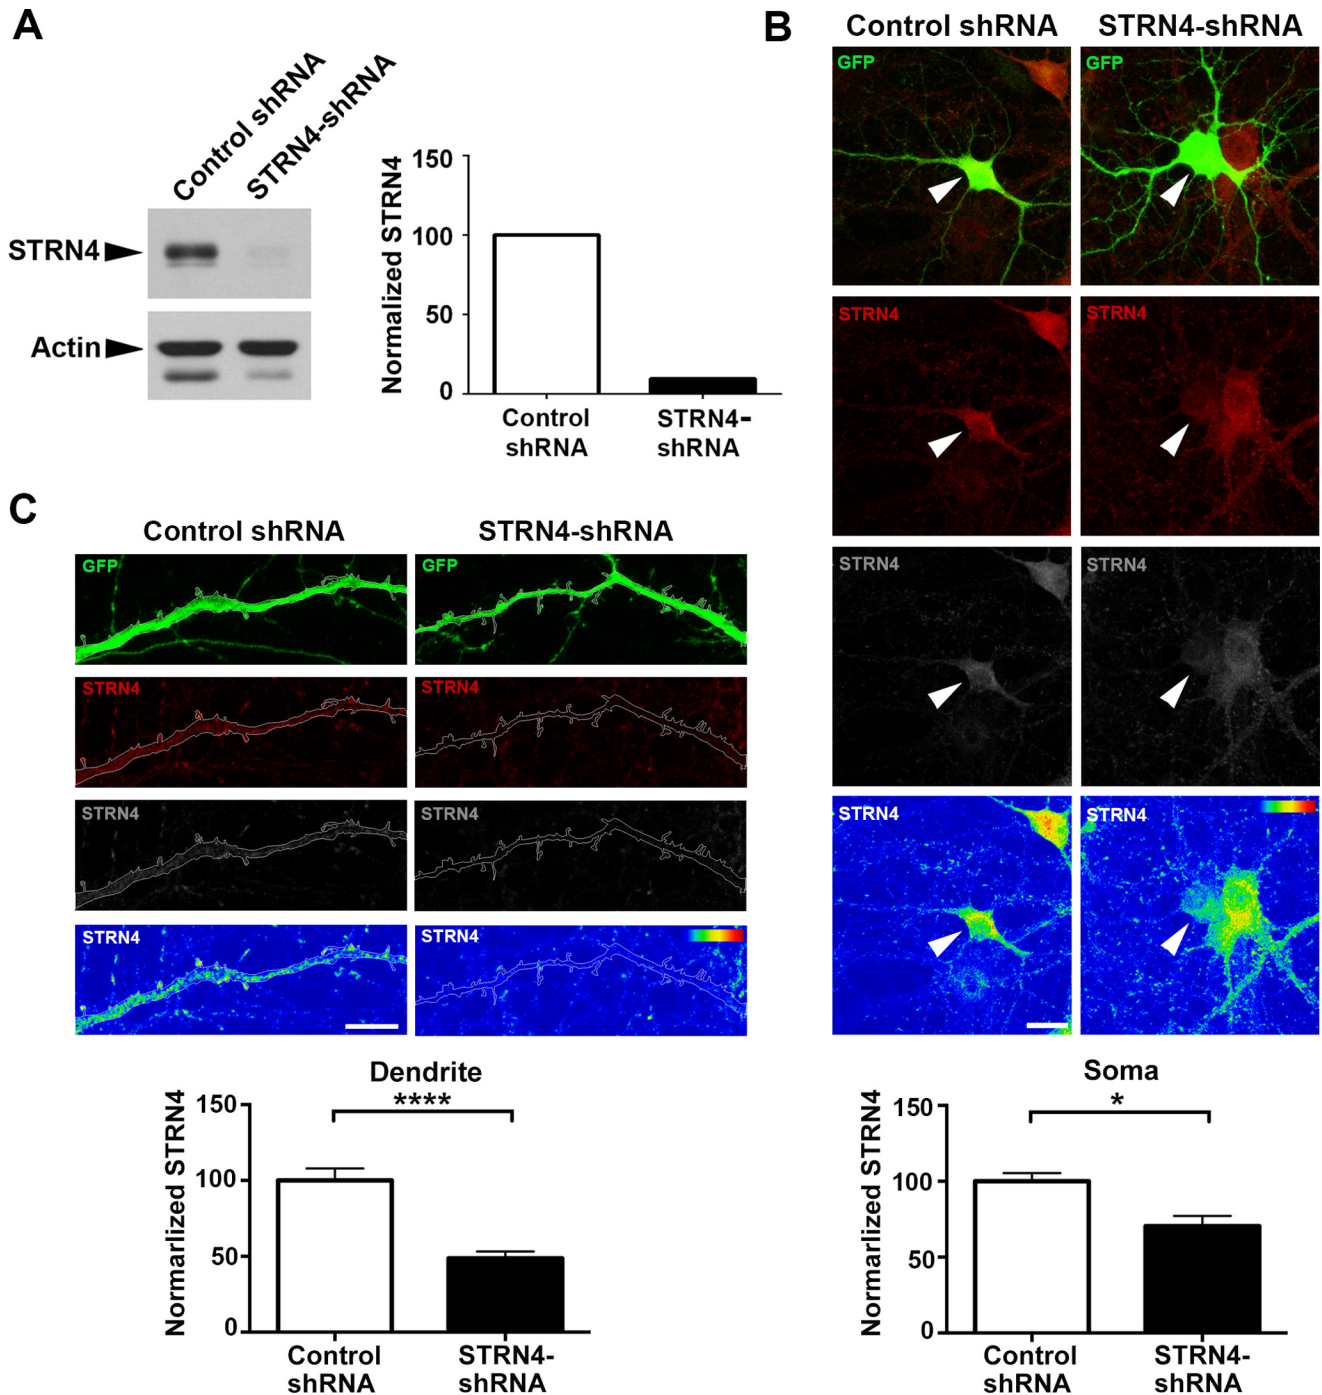 A
Control shRNA
STRN4-shRNA
STRN4
Actin
Normalized STRN4
150
100
50
0
Control
shRNA
STRN4-
shRNA
B
Control shRNA
STRN4-shRNA
GFP
GFP
STRN4
STRN4
STRN4
STRN4
STRN4
STRN4
Soma
*
Normarlized STRN4
150
100
50
0
Control
shRNA
STRN4-
shRNA
C
Control shRNA
STRN4-shRNA
GFP
GFP
STRN4
STRN4
STRN4
STRN4
STRN4
STRN4
Dendrite
****
Normarlized STRN4
150
100
50
0
Control
shRNA
STRN4-
shRNA